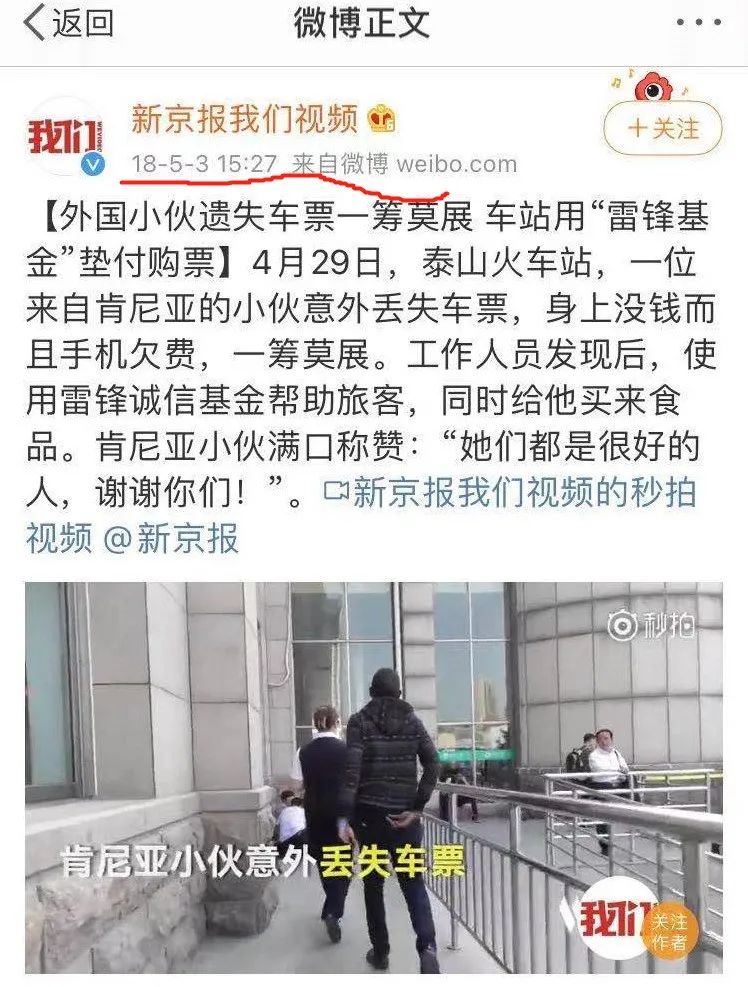 返回
微博正文
新京报我们视频
我们
WEVIDEO
+关注
18-5-3 15:27 来自微博 weibo.com
【外国小伙遗失车票一筹莫展 车站用“雷锋基
金”垫付购票】4月29日，泰山火车站，一位
来自肯尼亚的小伙意外丢失车票，身上没钱而
且手机欠费，一筹莫展。工作人员发现后，使
用雷锋诚信基金帮助旅客，同时给他买来食
品。肯尼亚小伙满口称赞：“她们都是很好的
人，谢谢你们！”。新京报我们视频的秒拍
视频 @新京报
秒拍
肯尼亚小伙意外丢失车票
我们
关注
作者